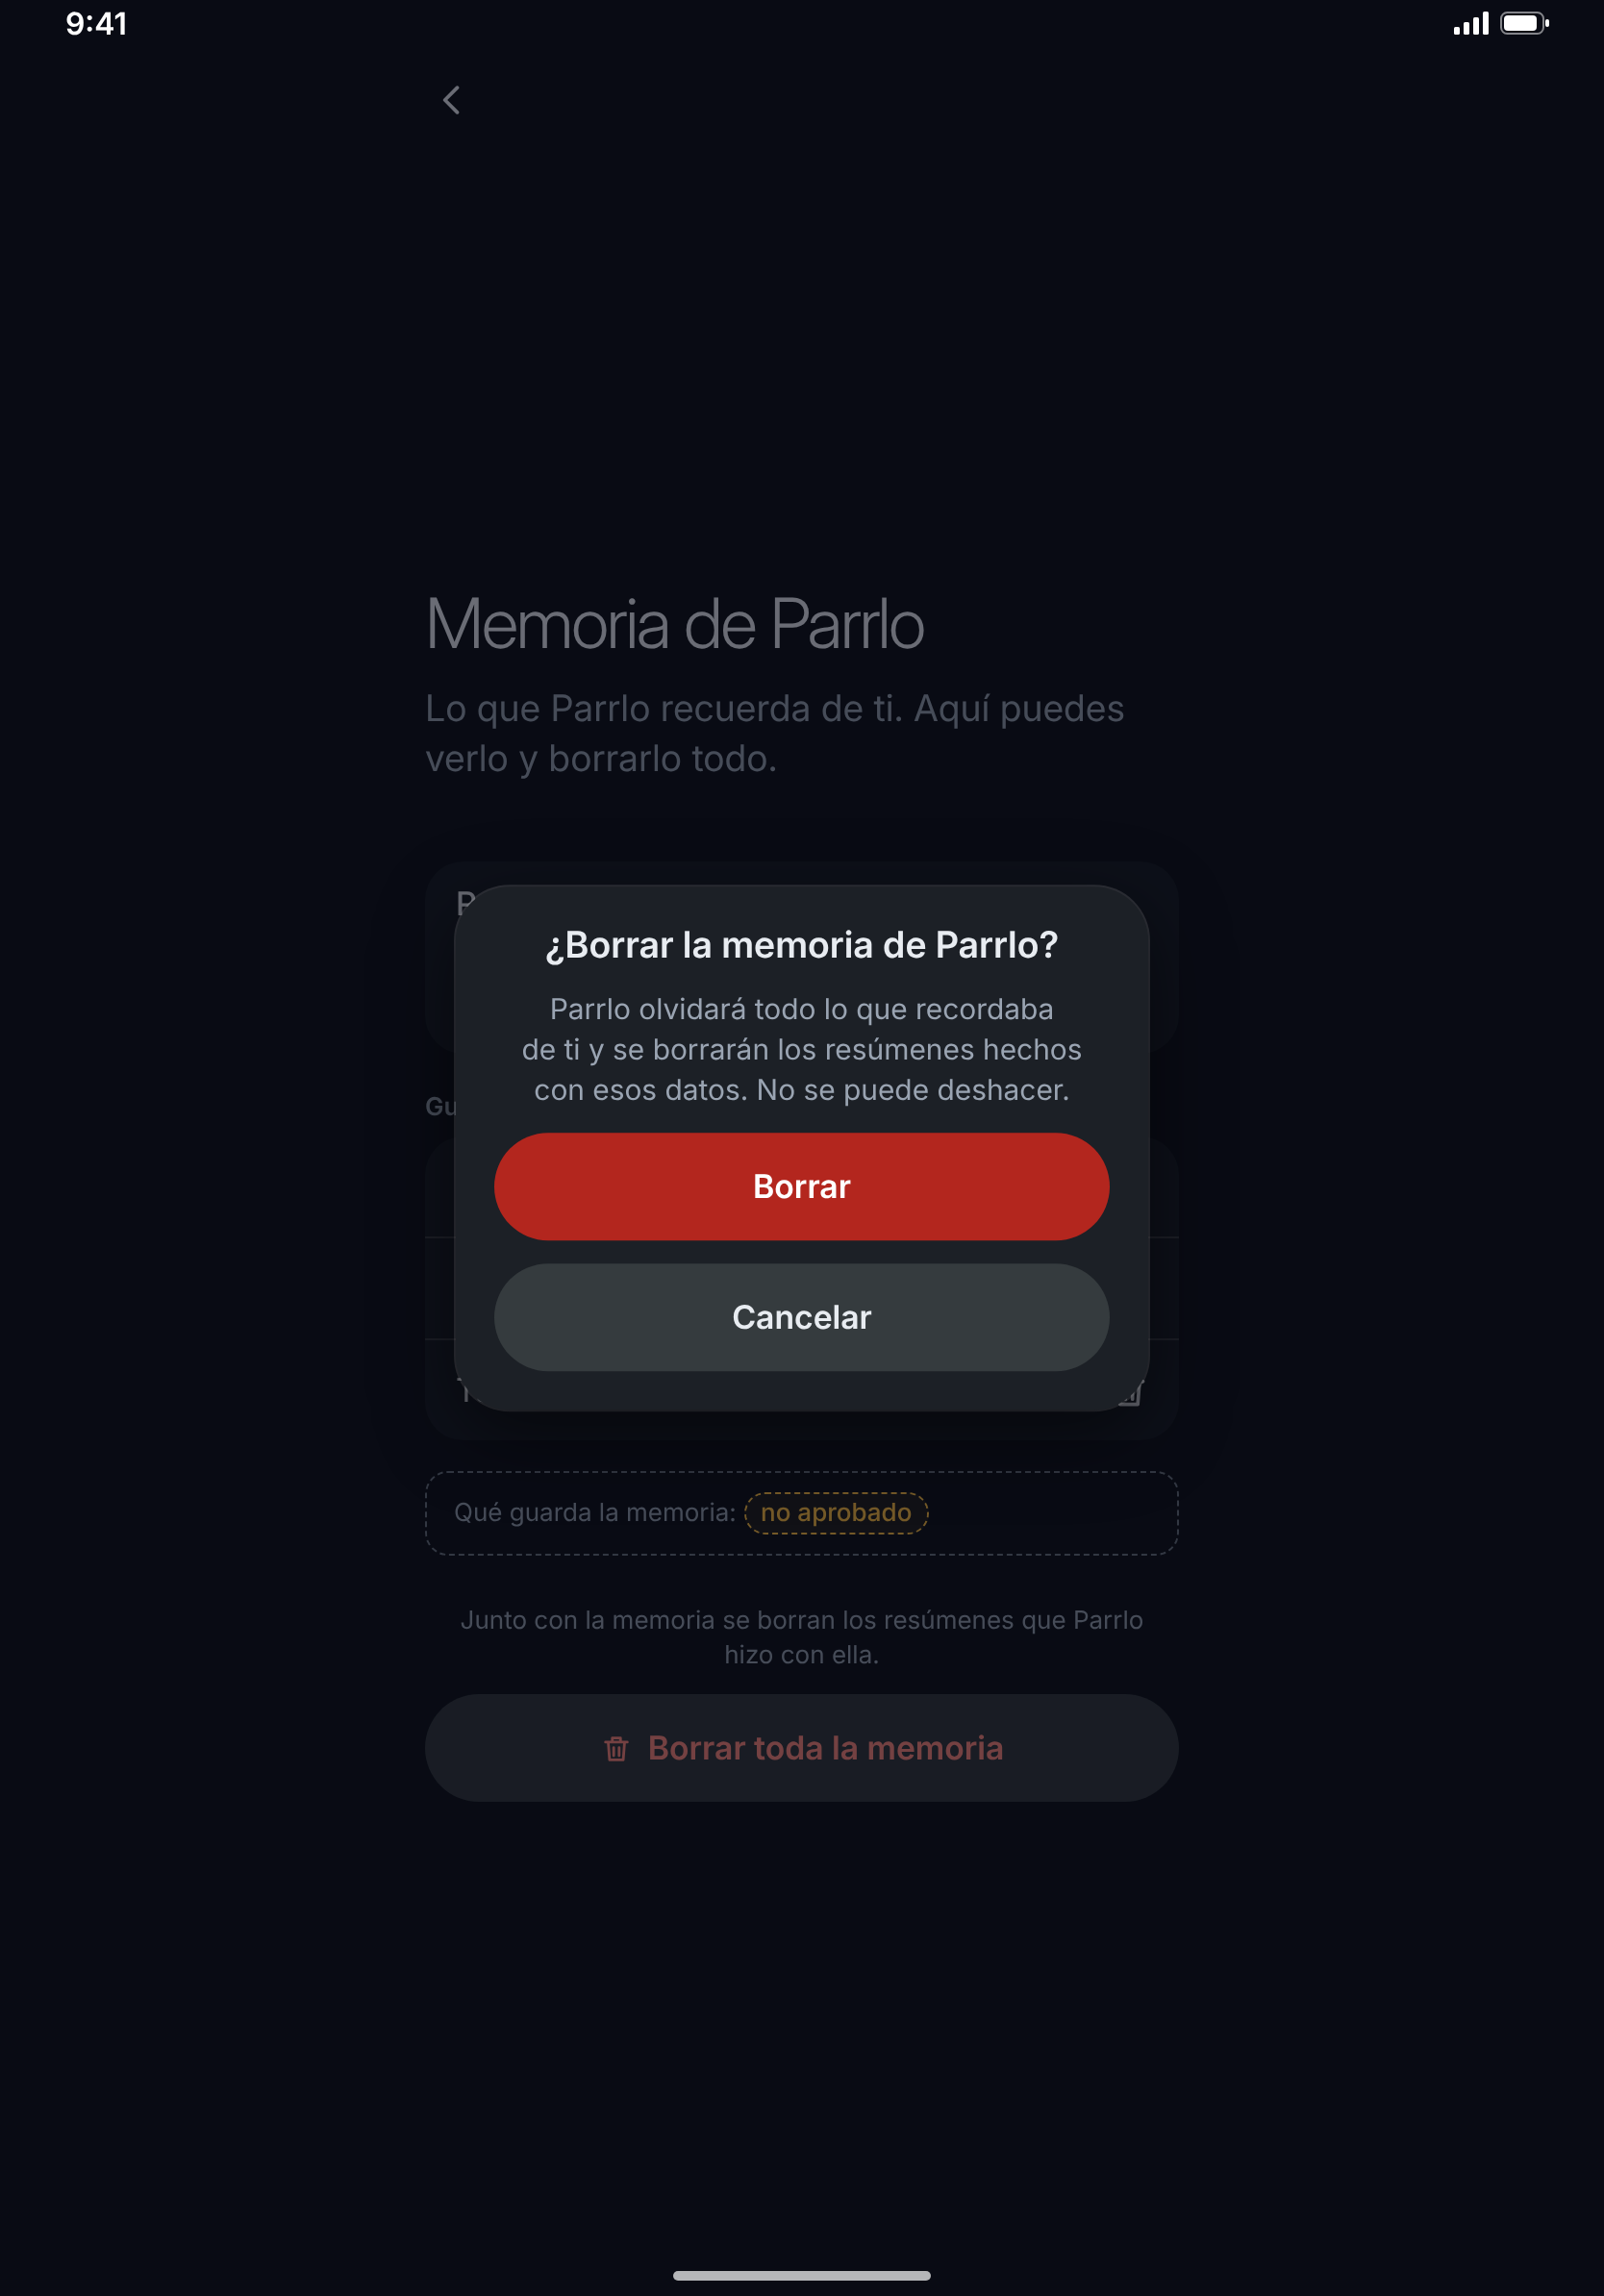 9:41
Memoria de Parrlo
Lo que Parrlo recuerda de ti. Aquí puedes
verlo y borrarlo todo.
¿Borrar la memoria de Parrlo?
Parrlo olvidará todo lo que recordaba
de ti y se borrarán los resúmenes hechos
con esos datos. No se puede deshacer.
Borrar
Cancelar
Qué guarda la memoria: no aprobado
Junto con la memoria se borran los resúmenes que Parrlo
hizo con ella.
Borrar toda la memoria